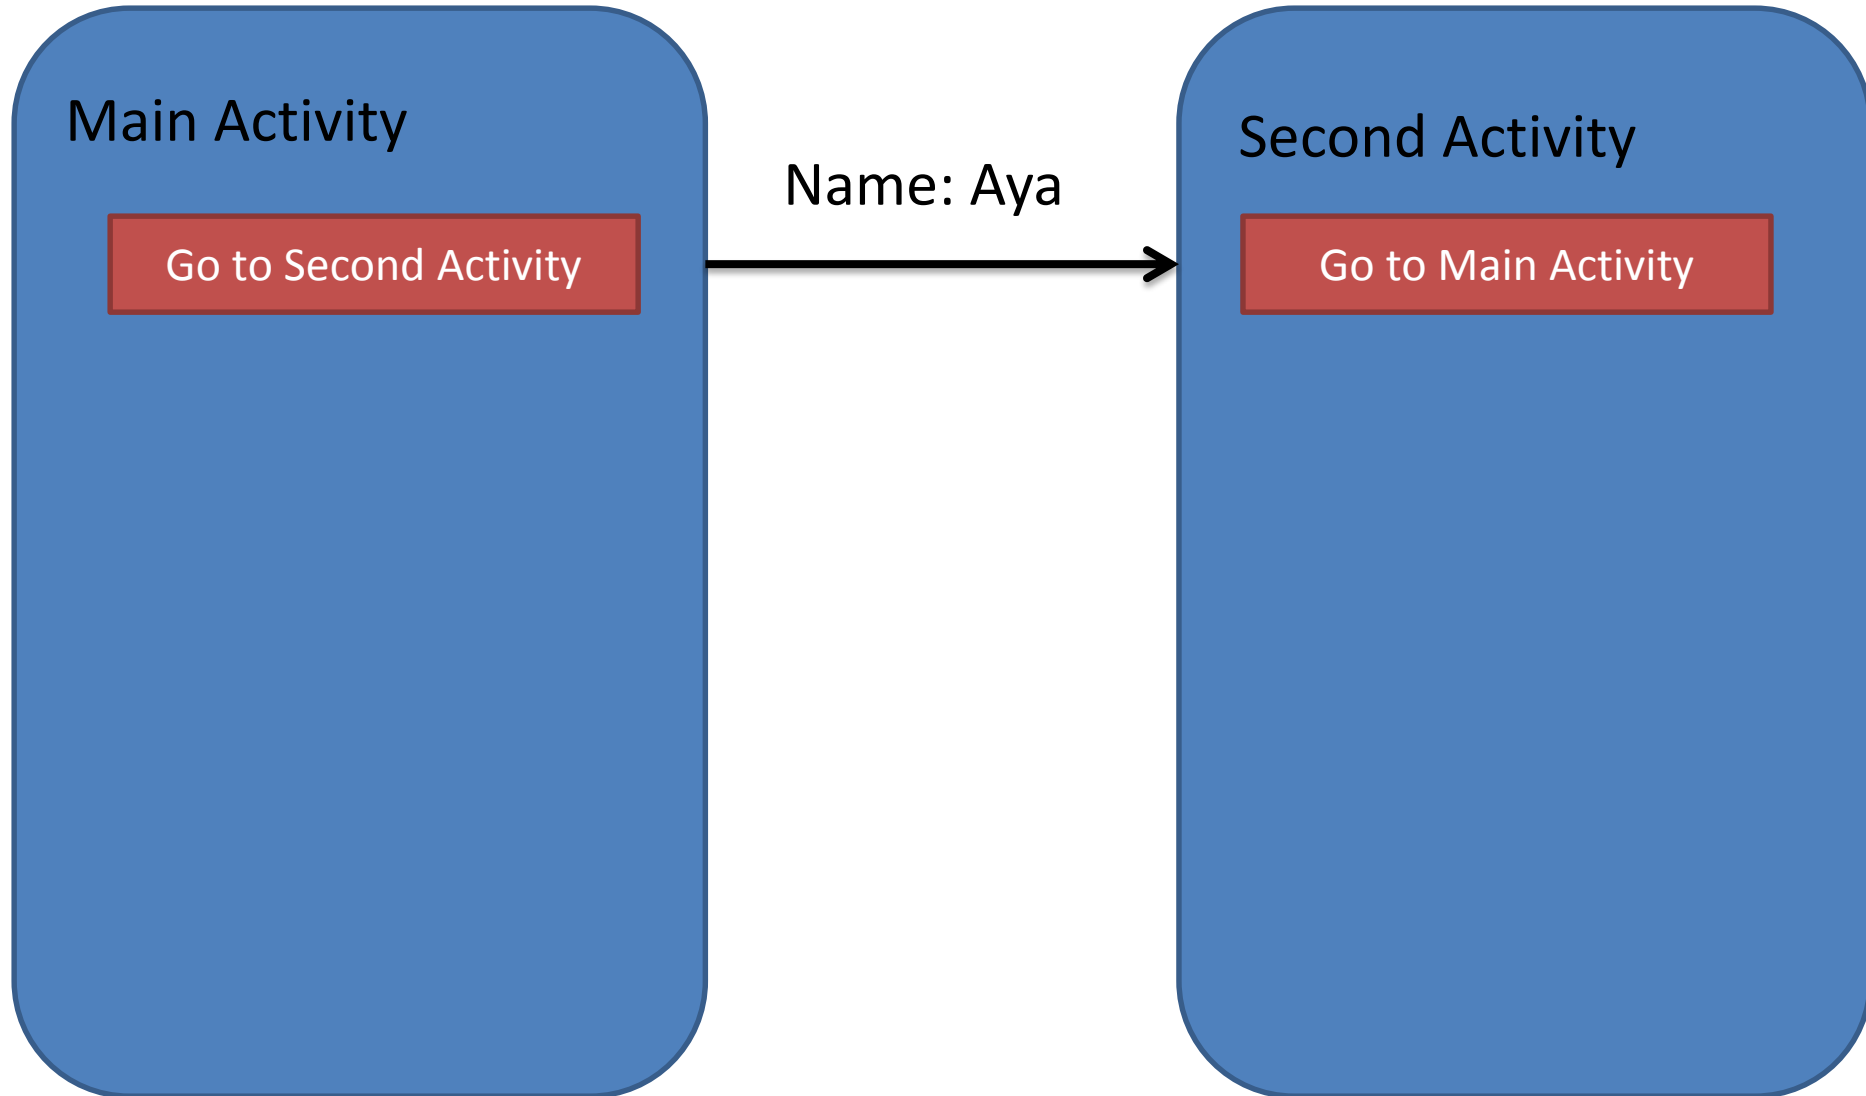 Main Activity
Go to Second Activity
Name: Aya
Second Activity
Go to Main Activity